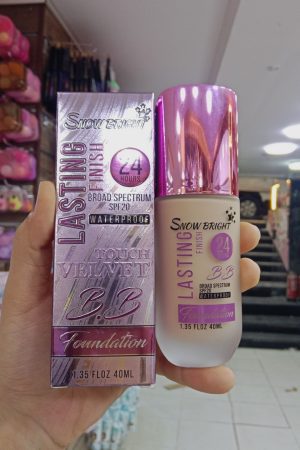 SNOW BRIGHT
LASTING
FINISH
24
HOURS
BROAD SPECTRUM
SPF20
WATERPROOF
TOUCH
VELVET
B.B
Foundation
1.35 FLOZ 40ML
SNOW BRIGHT
LASTING
FINISH
24
B.B
BROAD SPECTRUM
SPF20
WATERPROOF
Foundation
1.35 FLOZ 40ML